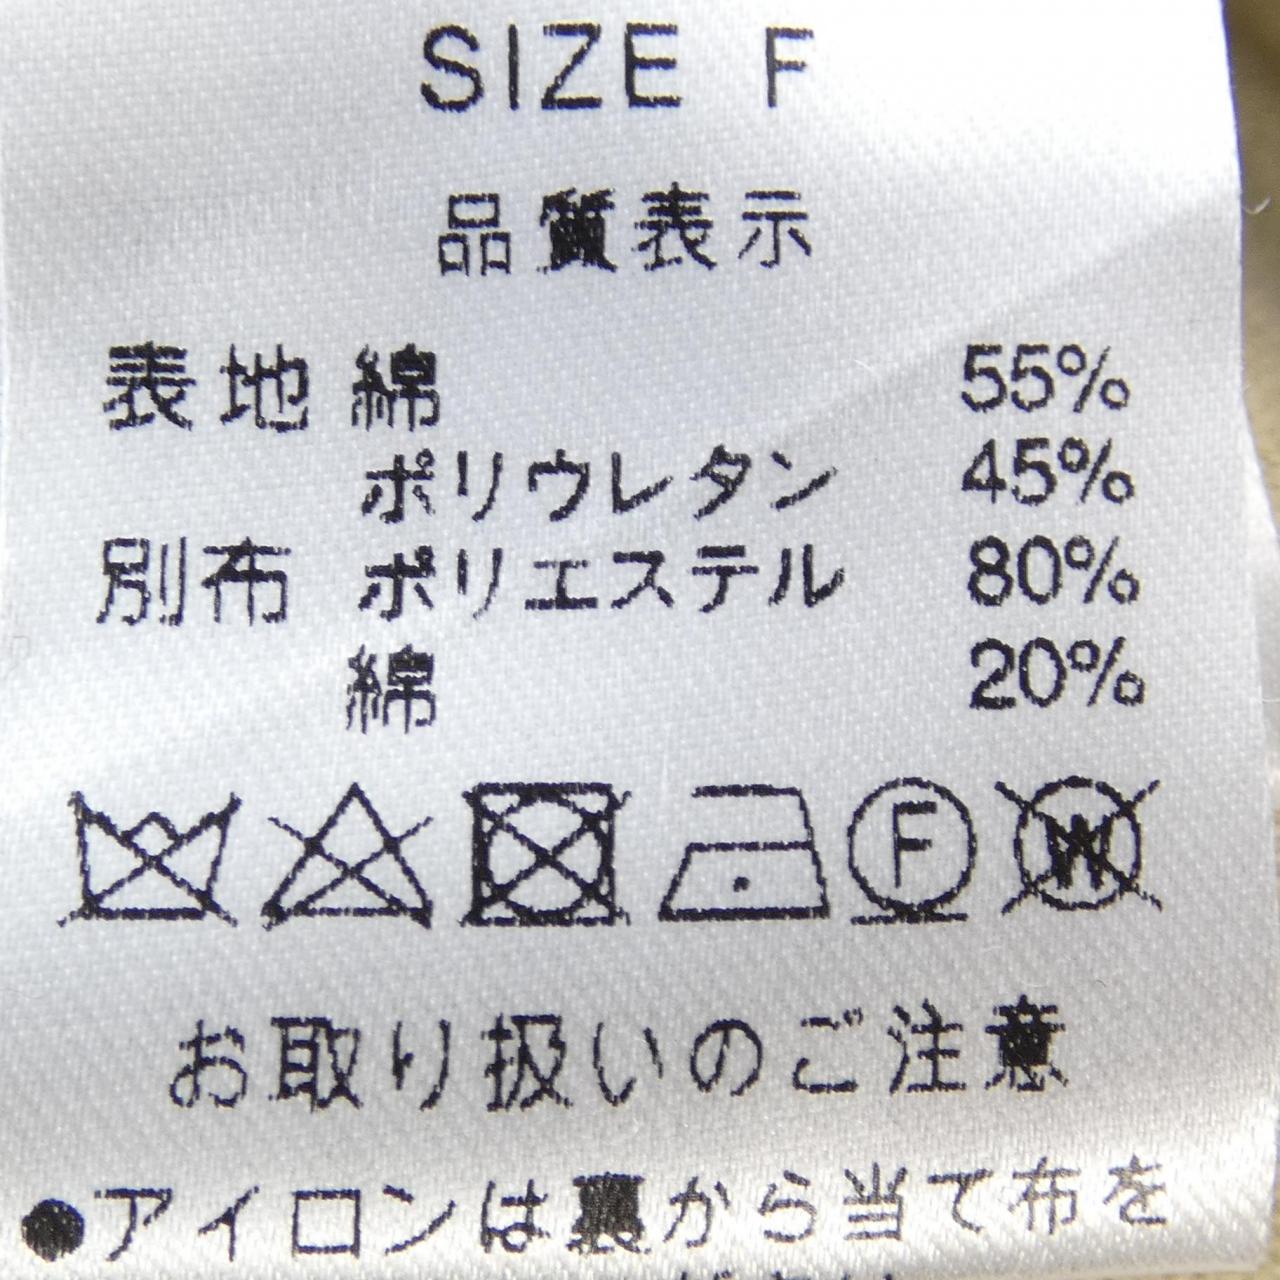 SIZE F
品質表示
表地 綿 55%
ポリウレタン 45%
別布 ポリエステル 80%
綿 20%
F W
お取り扱いのご注意
●アイロンは裏から当て布を